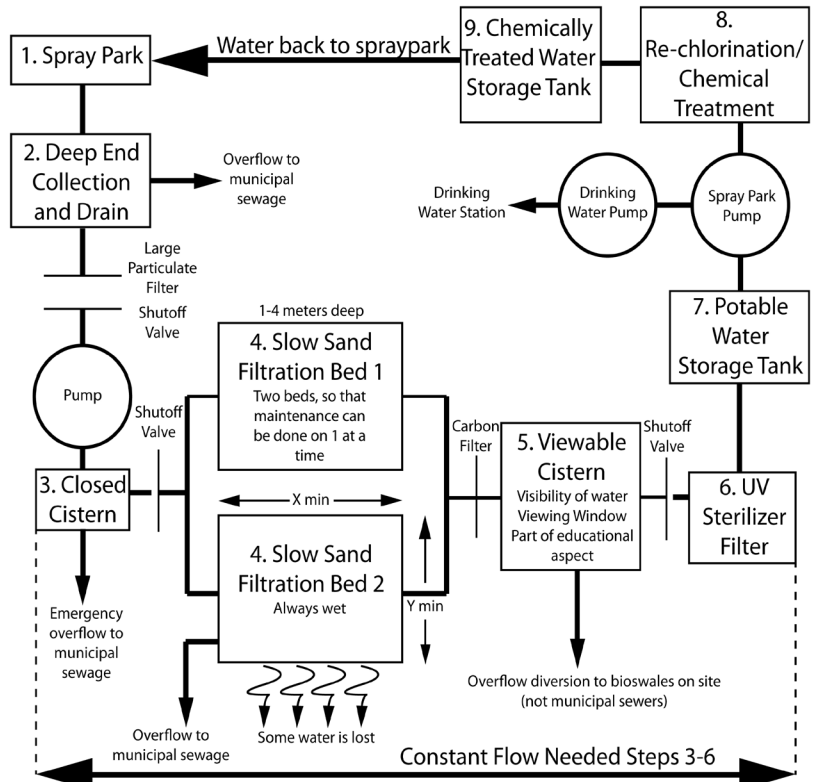 1. Spray Park
Water back to spraypark
9. Chemically
Treated Water
Storage Tank
8.
Re-chlorination/
Chemical
Treatment
2. Deep End
Collection
and Drain
Overflow to
municipal
sewage
Drinking
Water Station
Drinking
Water Pump
Spray Park
Pump
Large
Particulate
Filter
Shutoff
Valve
7. Potable
Water
Storage Tank
Pump
1-4 meters deep
4. Slow Sand
Filtration Bed 1
Two beds, so that
maintenance can
be done on 1 at a
time
Shutoff
Valve
3. Closed
Cistern
X min
4. Slow Sand
Filtration Bed 2
Always wet
Y min
Carbon
Filter
5. Viewable
Cistern
Visibility of water
Viewing Window
Part of educational
aspect
Shutoff
Valve
6. UV
Sterilizer
Filter
Emergency
overflow to
municipal
sewage
Overflow to
municipal sewage
Some water is lost
Overflow diversion to bioswales on site
(not municipal sewers)
Constant Flow Needed Steps 3-6